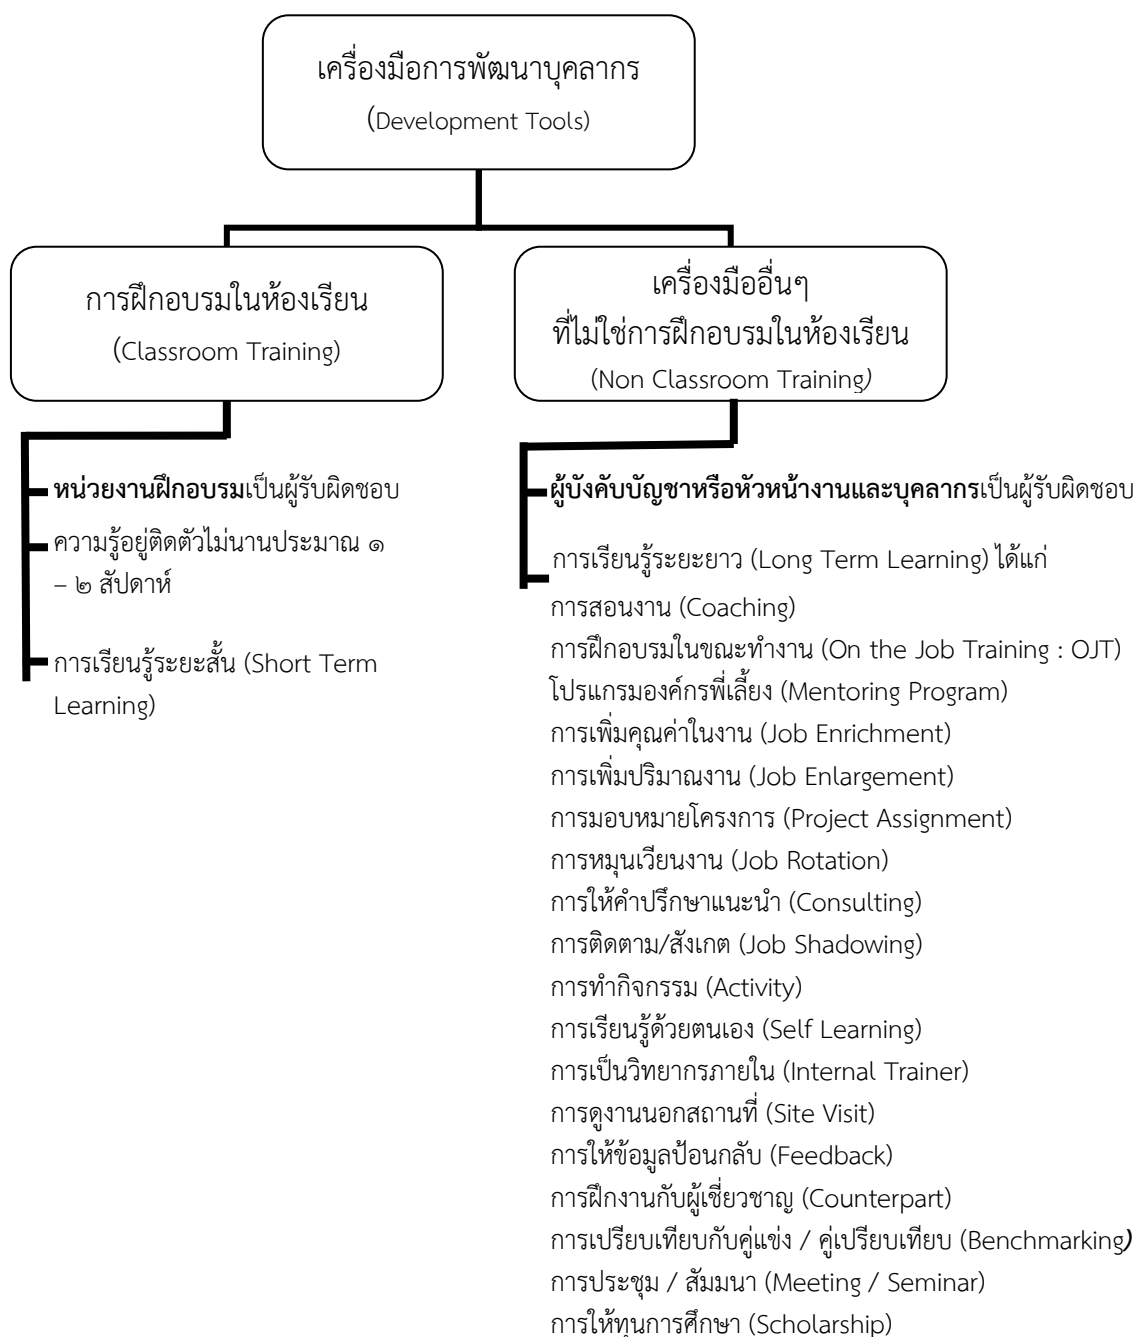 เครื่องมือการพัฒนาบุคลากร
(Development Tools)
การฝึกอบรมในห้องเรียน
(Classroom Training)
เครื่องมืออื่นๆ
ที่ไม่ใช่การฝึกอบรมในห้องเรียน
(Non Classroom Training)
หน่วยงานฝึกอบรมเป็นผู้รับผิดชอบ
ความรู้อยู่ติดตัวไม่นานประมาณ ๑
– ๒ สัปดาห์
การเรียนรู้ระยะสั้น (Short Term
Learning)
ผู้บังคับบัญชาหรือหัวหน้างานและบุคลากรเป็นผู้รับผิดชอบ
การเรียนรู้ระยะยาว (Long Term Learning) ได้แก่
การสอนงาน (Coaching)
การฝึกอบรมในขณะทำงาน (On the Job Training : OJT)
โปรแกรมองค์กรพี่เลี้ยง (Mentoring Program)
การเพิ่มคุณค่าในงาน (Job Enrichment)
การเพิ่มปริมาณงาน (Job Enlargement)
การมอบหมายโครงการ (Project Assignment)
การหมุนเวียนงาน (Job Rotation)
การให้คำปรึกษาแนะนำ (Consulting)
การติดตาม/สังเกต (Job Shadowing)
การทำกิจกรรม (Activity)
การเรียนรู้ด้วยตนเอง (Self Learning)
การเป็นวิทยากรภายใน (Internal Trainer)
การดูงานนอกสถานที่ (Site Visit)
การให้ข้อมูลป้อนกลับ (Feedback)
การฝึกงานกับผู้เชี่ยวชาญ (Counterpart)
การเปรียบเทียบกับคู่แข่ง / คู่เปรียบเทียบ (Benchmarking)
การประชุม / สัมมนา (Meeting / Seminar)
การให้ทุนการศึกษา (Scholarship)